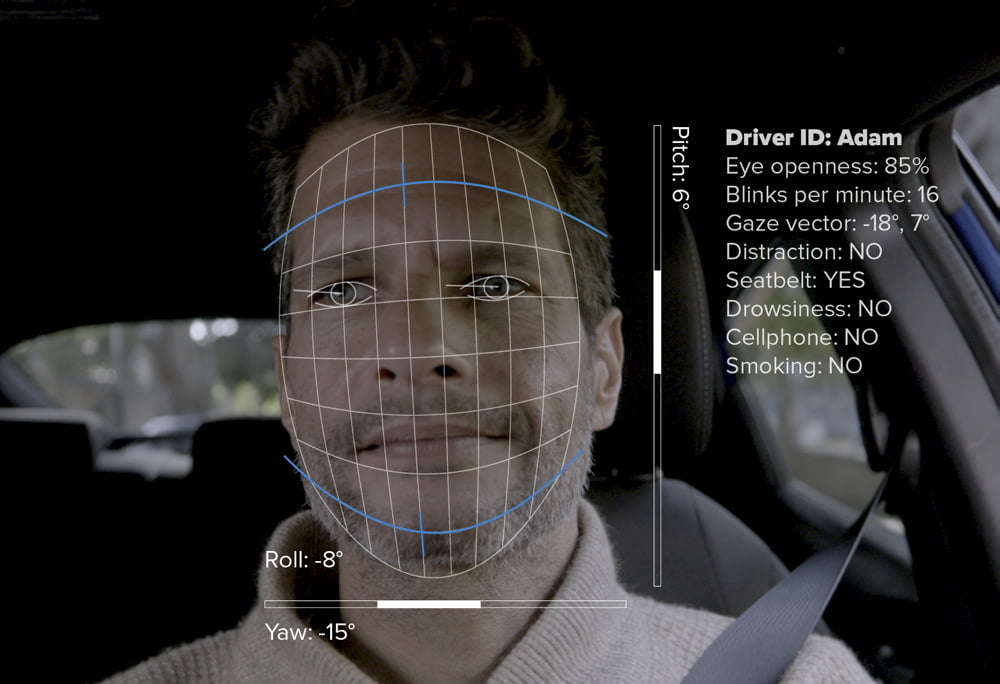 Driver ID: Adam
Eye openness: 85%
Blinks per minute: 16
Gaze vector: -18°, 7°
Distraction: NO
Seatbelt: YES
Drowsiness: NO
Cellphone: NO
Smoking: NO
Pitch: 6°
Roll: -8°
Yaw: -15°